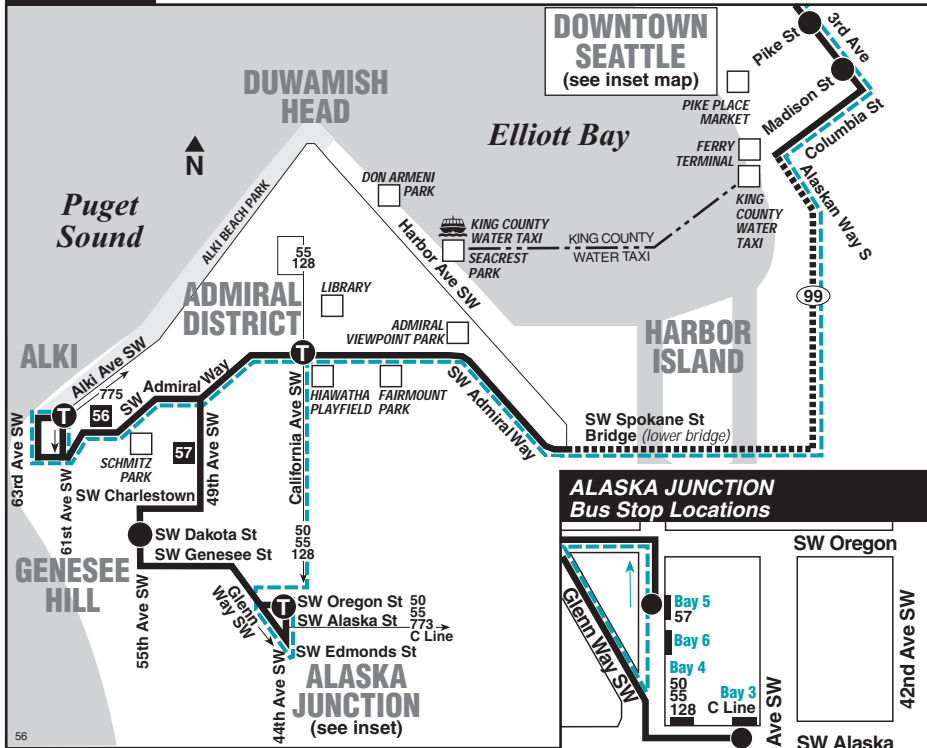 DOWNTOWN
SEATTLE
(see inset map)
Pike St
3rd Ave
Madison St
Columbia St
PIKE PLACE
MARKET
FERRY
TERMINAL
KING
COUNTY
WATER
TAXI
Alaskan Way S
99
DUWAMISH
HEAD
Elliott Bay
N
Puget
Sound
ALKI BEACH PARK
DON ARMENI
PARK
Harbor Ave SW
KING COUNTY
WATER TAXI
SEACREST
PARK
KING COUNTY
WATER TAXI
55
128
LIBRARY
ADMIRAL
DISTRICT
ADMIRAL
VIEWPOINT PARK
HARBOR
ISLAND
ALKI
Alki Ave SW
775
T
56
SW Admiral Way
T
HIAWATHA
PLAYFIELD
FAIRMOUNT
PARK
SW Admiral Way
SW Spokane St
Bridge (lower bridge)
63rd Ave SW
61st Ave SW
SCHMITZ
PARK
57
49th Ave SW
California Ave SW
SW Charlestown
SW Dakota St
SW Genesee St
GENESEE
HILL
55th Ave SW
50
55
128
Glenn
Way SW
T
SW Oregon St
50
55
SW Alaska St
773
C Line
SW Edmonds St
44th Ave SW
ALASKA
JUNCTION
(see inset)
56
ALASKA JUNCTION
Bus Stop Locations
SW Oregon
Glenn Way SW
Bay 5
57
Bay 6
Bay 4
50
55
128
Bay 3
C Line
Ave SW
42nd Ave SW
SW Alaska